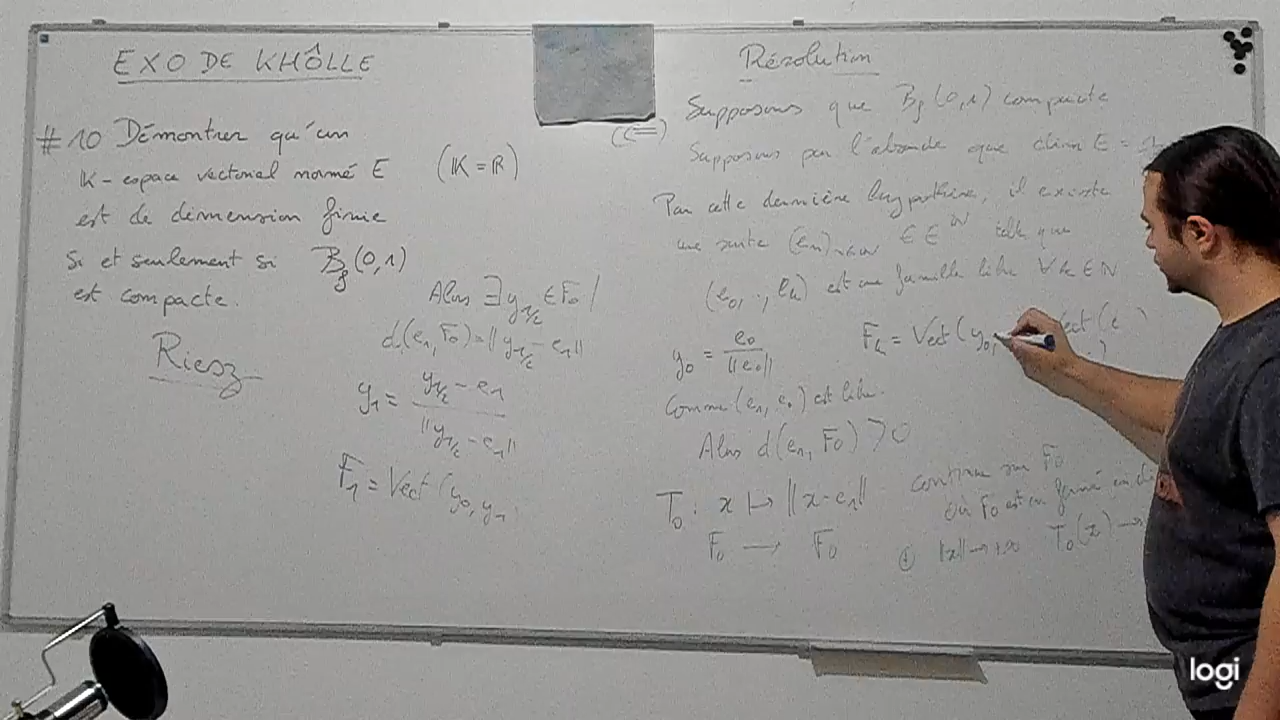 EXO DE KHÔLLE
#10 Démontrer qu'un
K-espace vectoriel normé E (K = R)
est de dimension finie
si et seulement si B_f(0,1)
est compacte.
Riesz
Alors ∃ y_{1/2} ∈ F_0 /
d(e_1, F_0) = ||y_{1/2} - e_1||
y_1 = (y_{1/2} - e_1) / ||y_{1/2} - e_1||
F_1 = Vect(y_0, y_1
Résolution
(⇐) Supposons que B_f(0,1) compacte
Supposons par l'absurde que dim E =
Par cette dernière hypothèse, il existe
une suite (e_n)_{n∈N} ∈ E^N telle que
(e_0, .., e_k) est une famille libre ∀ k ∈ N
y_0 = e_0 / ||e_0|| F_k = Vect(y_0, Vect(e
Comme (e_1, e_0) est libre.
Alors d(e_1, F_0) > 0
T_0 : x ↦ ||x - e_1|| continue sur F_0
F_0 → F_0 où F_0 est un fermé
⊕ ||x|| → +∞ T_0(x) →
logi